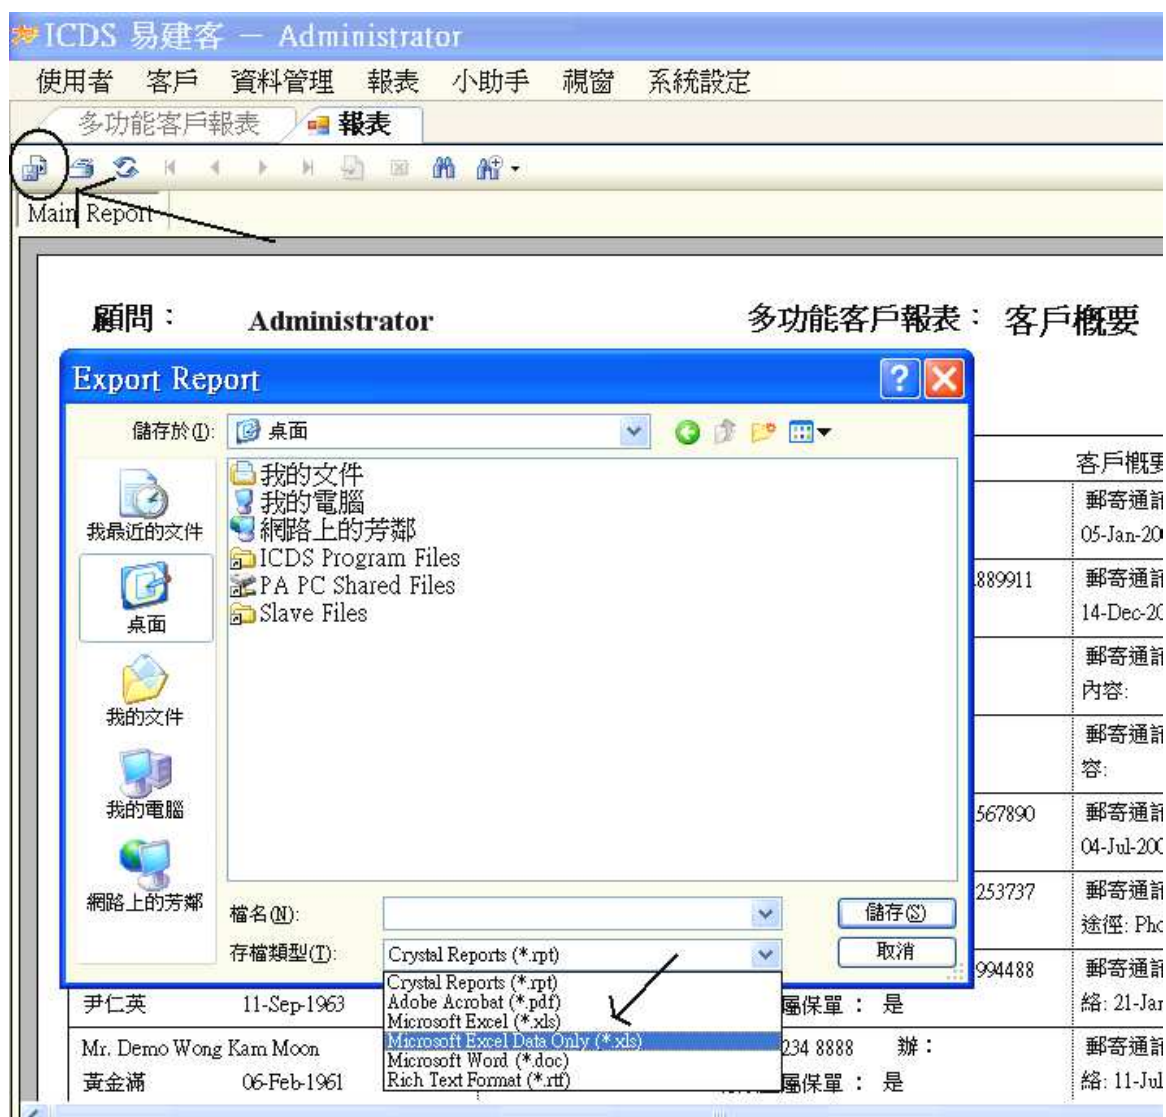 ICDS 易建客 － Administrator
使用者 客戶 資料管理 報表 小助手 視窗 系統設定
多功能客戶報表 報表
Main Report
顧問： Administrator 多功能客戶報表： 客戶概要
Export Report
儲存於(I): 桌面
我的文件
我的電腦
網路上的芳鄰
ICDS Program Files
PA PC Shared Files
Slave Files
我最近的文件
桌面
我的文件
我的電腦
網路上的芳鄰
檔名(N): 儲存(S)
存檔類型(T): Crystal Reports (*.rpt) 取消
Crystal Reports (*.rpt)
Adobe Acrobat (*.pdf)
Microsoft Excel (*.xls)
Microsoft Excel Data Only (*.xls)
Microsoft Word (*.doc)
Rich Text Format (*.rtf)
客戶概要
郵寄通訊
05-Jan-200
889911 郵寄通訊
14-Dec-20
郵寄通訊
內容:
郵寄通訊
容:
567890 郵寄通訊
04-Jul-200
253737 郵寄通訊
途徑: Pho
994488 郵寄通訊
尹仁英 11-Sep-1963 屬保單： 是 絡: 21-Jan
Mr. Demo Wong Kam Moon 234 8888 辦： 郵寄通訊
黃金滿 06-Feb-1961 屬保單： 是 絡: 11-Jul